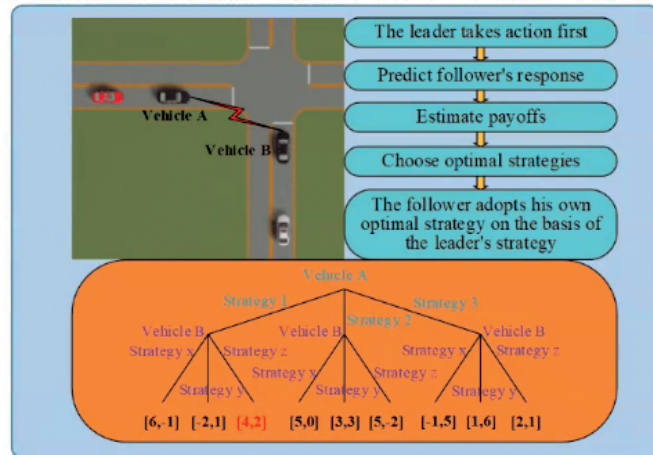 The leader takes action first
Predict follower's response
Vehicle A
Estimate payoffs
Vehicle B
Choose optimal strategies
The follower adopts his own
optimal strategy on the basis of
the leader's strategy
Vehicle A
Strategy 1
Strategy 2
Strategy 3
Vehicle B
Vehicle B
Vehicle B
Strategy x
Strategy z
Strategy y
Strategy x
Strategy z
Strategy y
Strategy x
Strategy z
Strategy y
[6,-1] [-2,1] [4,2] [5,0] [3,3] [5,-2] [-1,5] [1,6] [2,1]